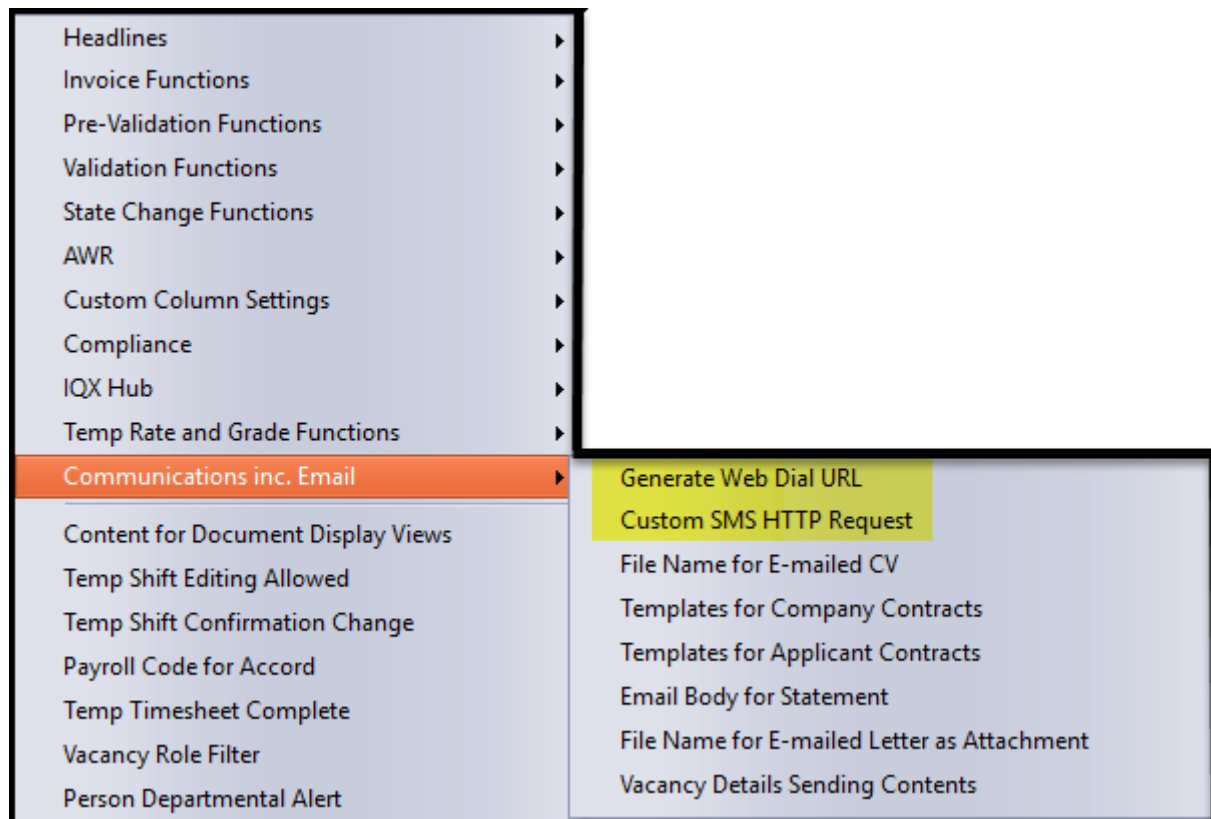 Headlines
Invoice Functions
Pre-Validation Functions
Validation Functions
State Change Functions
AWR
Custom Column Settings
Compliance
IQX Hub
Temp Rate and Grade Functions
Communications inc. Email
Content for Document Display Views
Temp Shift Editing Allowed
Temp Shift Confirmation Change
Payroll Code for Accord
Temp Timesheet Complete
Vacancy Role Filter
Person Departmental Alert
Generate Web Dial URL
Custom SMS HTTP Request
File Name for E-mailed CV
Templates for Company Contracts
Templates for Applicant Contracts
Email Body for Statement
File Name for E-mailed Letter as Attachment
Vacancy Details Sending Contents